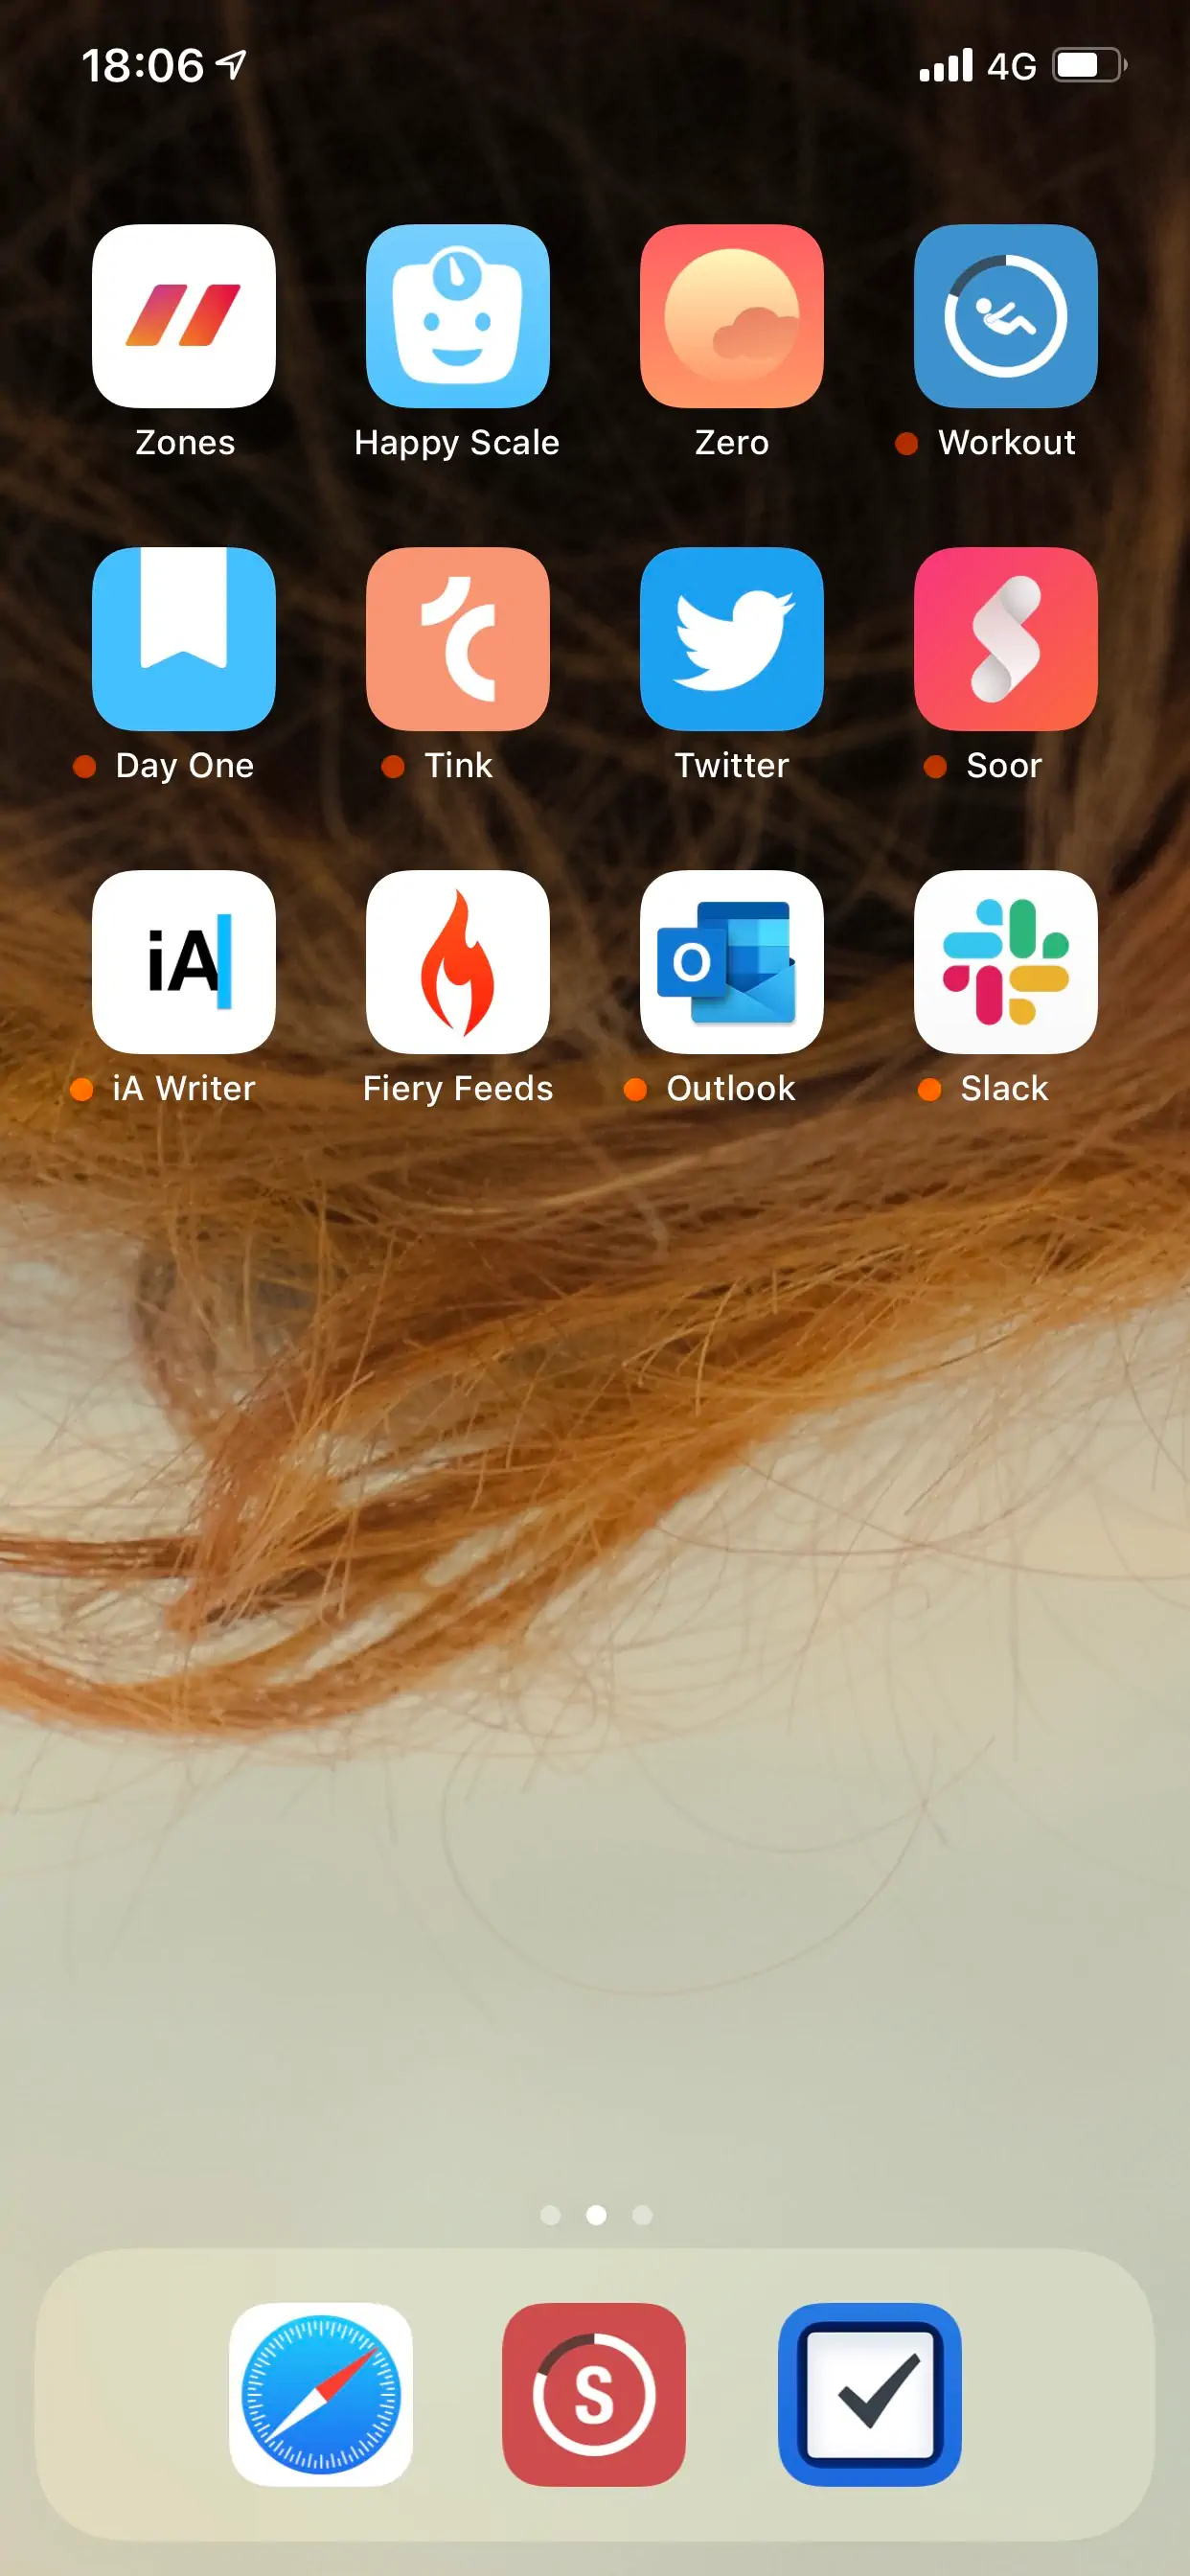 18:06 4G
Zones Happy Scale Zero Workout
Day One Tink Twitter Soor
iA O
iA Writer Fiery Feeds Outlook Slack
S